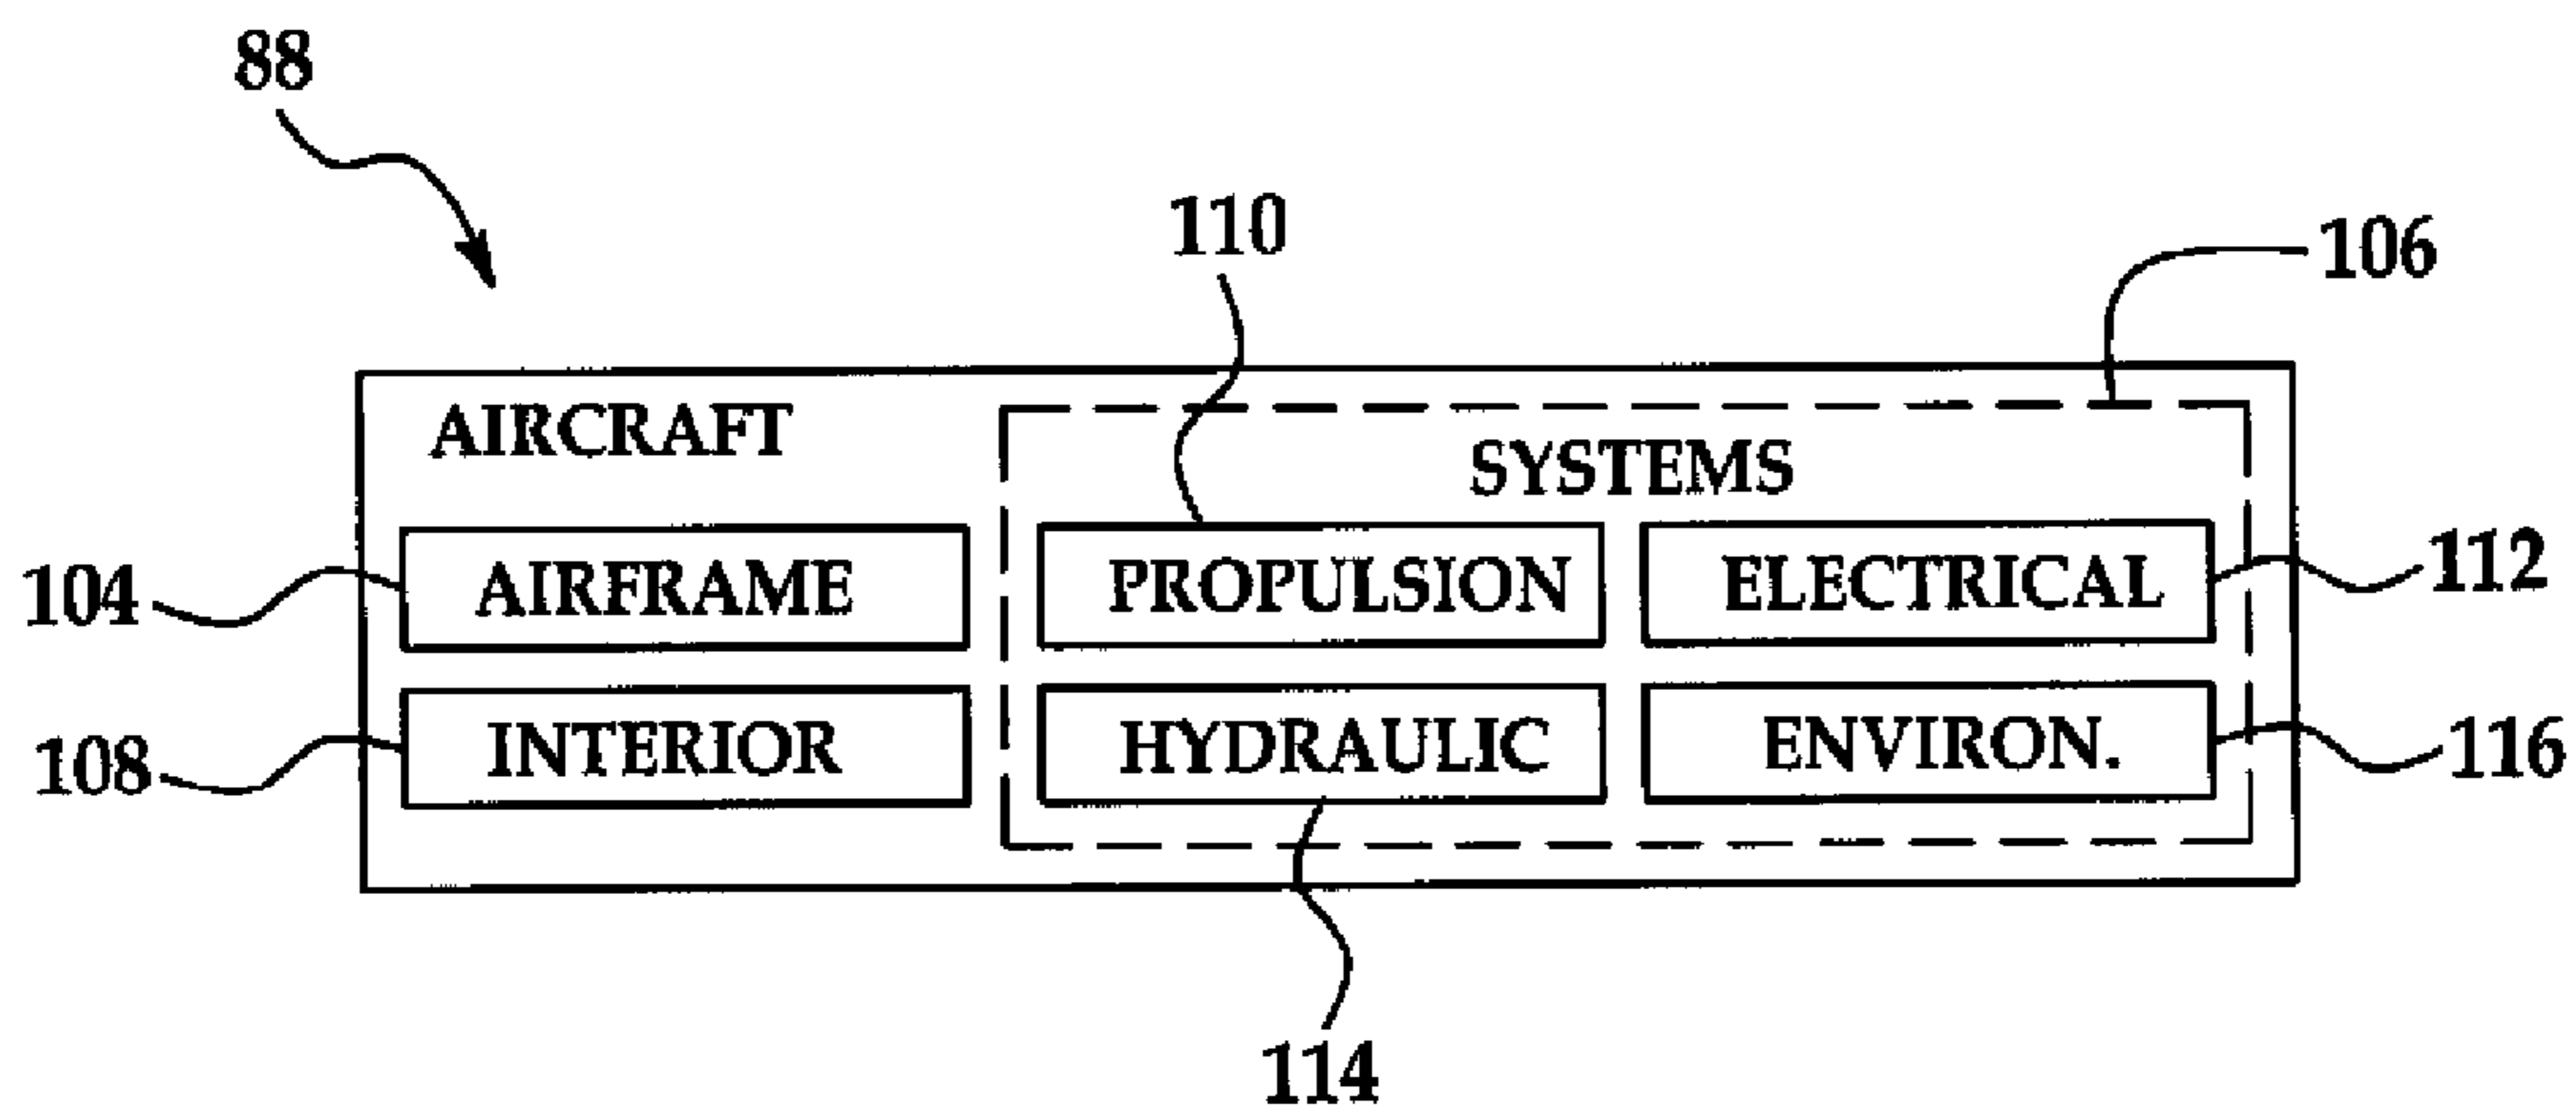 88
110
106
AIRCRAFT
SYSTEMS
104
AIRFRAME
PROPULSION
ELECTRICAL
112
108
INTERIOR
HYDRAULIC
ENVIRON.
116
114